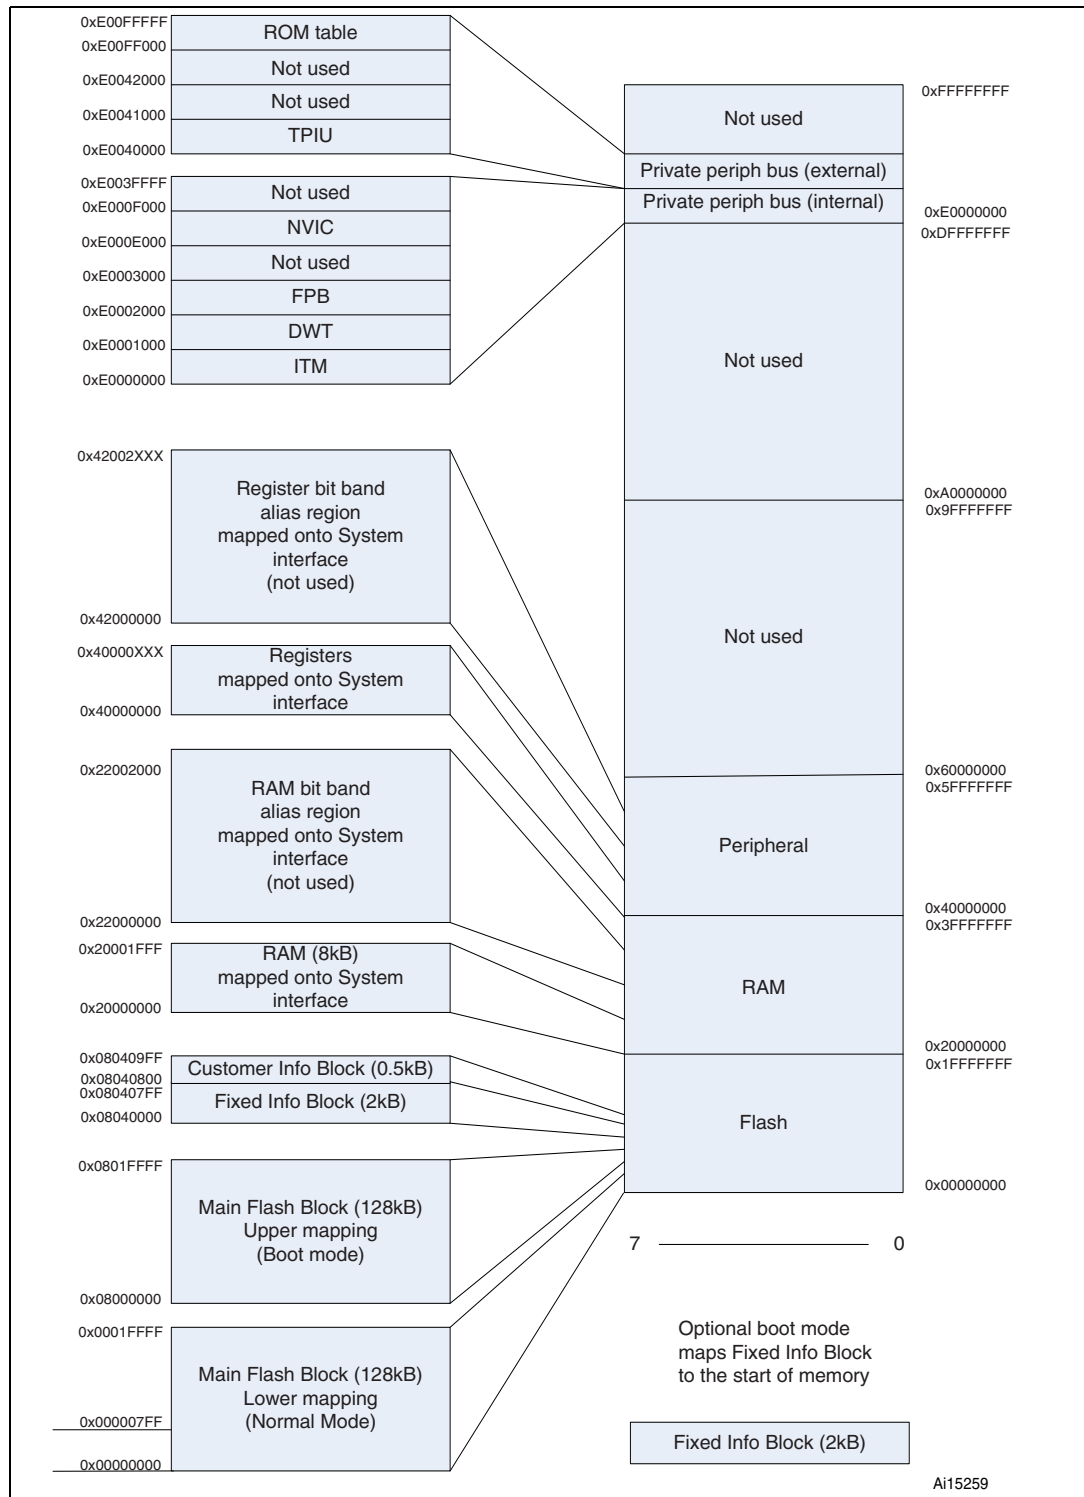 0xE00FFFFF
ROM table
0xE00FF000
Not used
0xE0042000
Not used
0xE0041000
TPIU
0xE0040000
0xE003FFFF
Not used
0xE000F000
NVIC
0xE000E000
Not used
0xE0003000
FPB
0xE0002000
DWT
0xE0001000
ITM
0xE0000000
0x42002XXX
Register bit band
alias region
mapped onto System
interface
(not used)
0x42000000
0x40000XXX
Registers
mapped onto System
interface
0x40000000
0x22002000
RAM bit band
alias region
mapped onto System
interface
(not used)
0x22000000
0x20001FFF
RAM (8kB)
mapped onto System
interface
0x20000000
0x080409FF
Customer Info Block (0.5kB)
0x08040800
0x080407FF
Fixed Info Block (2kB)
0x08040000
0x0801FFFF
Main Flash Block (128kB)
Upper mapping
(Boot mode)
0x08000000
0x0001FFFF
Main Flash Block (128kB)
Lower mapping
(Normal Mode)
0x000007FF
0x00000000
0xFFFFFFFF
Not used
Private periph bus (external)
Private periph bus (internal)
0xE0000000
0xDFFFFFFF
Not used
0xA0000000
0x9FFFFFFF
Not used
0x60000000
0x5FFFFFFF
Peripheral
0x40000000
0x3FFFFFFF
RAM
0x20000000
0x1FFFFFFF
Flash
0x00000000
7 0
Optional boot mode
maps Fixed Info Block
to the start of memory
Fixed Info Block (2kB)
Ai15259